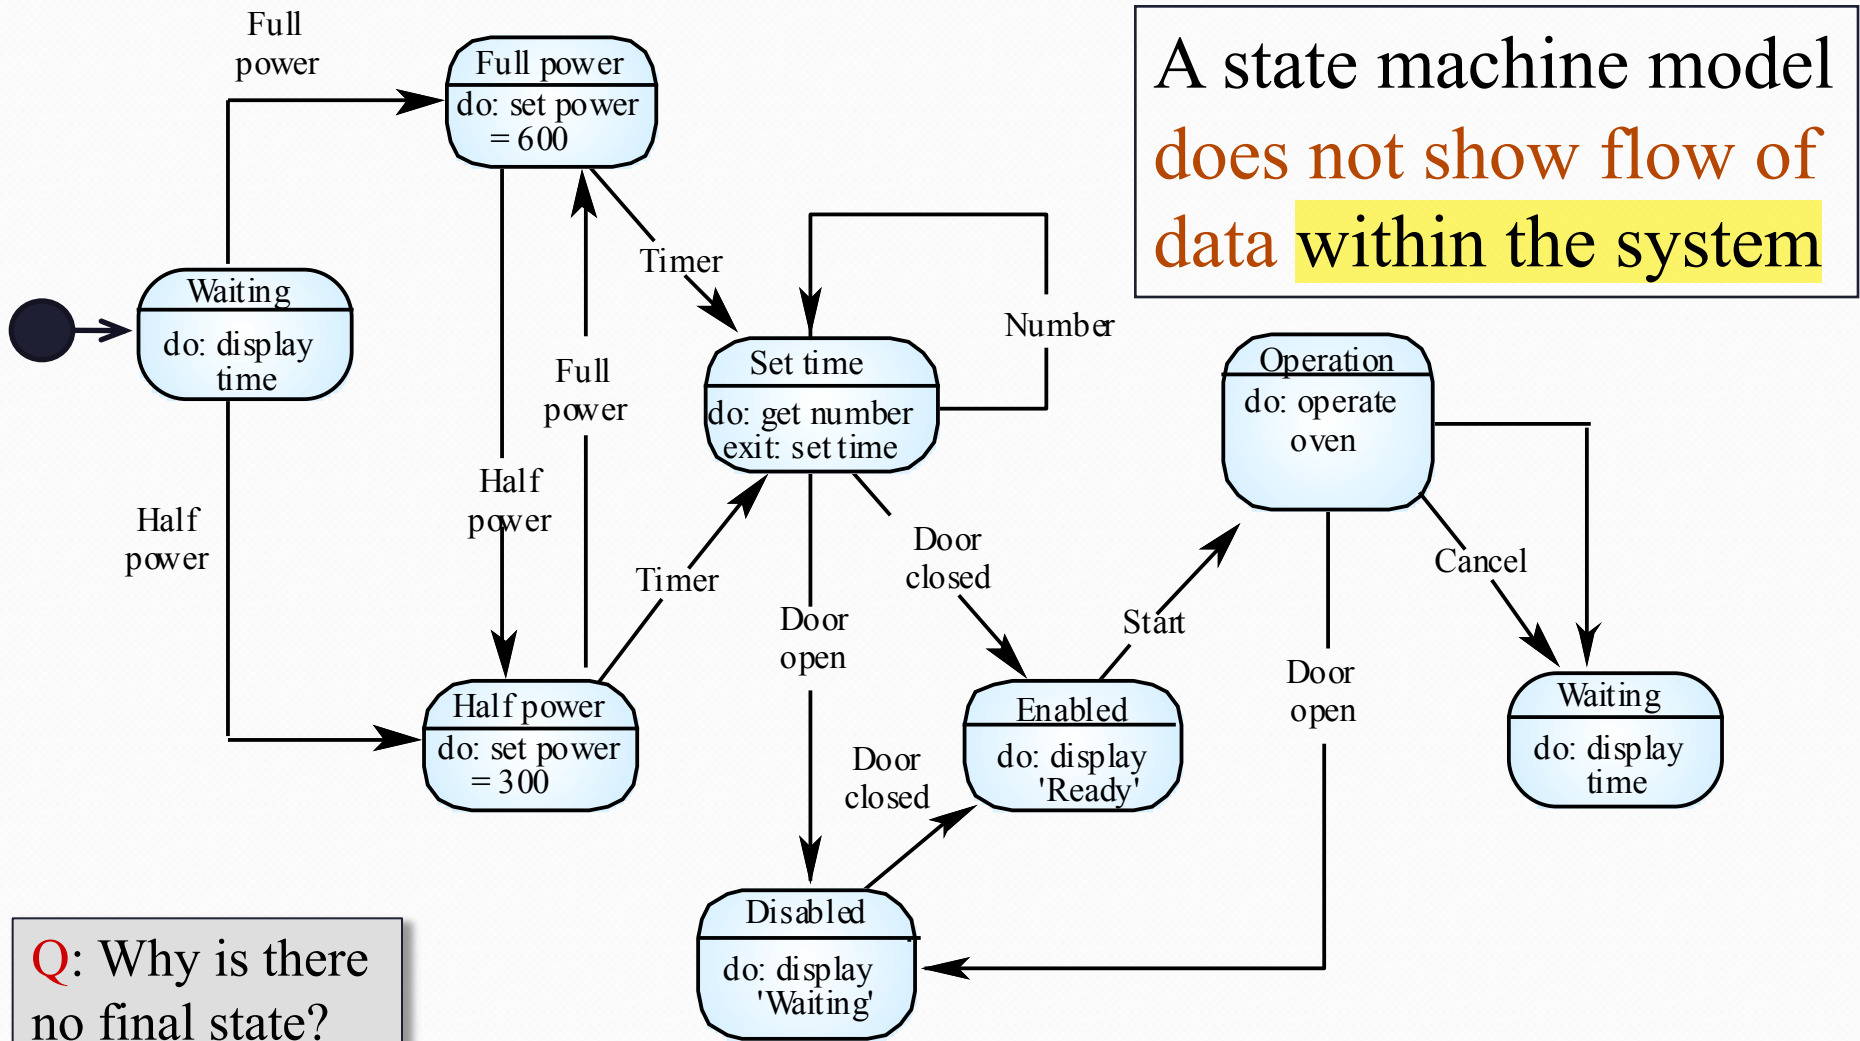 Full
power
Full power
do: set power
= 600
A state machine model
does not show flow of
data within the system
Timer
Waiting
do: display
time
Number
Set time
do: get number
exit: set time
Operation
do: operate
oven
Full
power
Half
power
Half
power
Timer
Door
closed
Cancel
Door
open
Start
Door
open
Half power
do: set power
= 300
Enabled
do: display
'Ready'
Waiting
do: display
time
Door
closed
Disabled
do: display
'Waiting'
Q: Why is there
no final state?